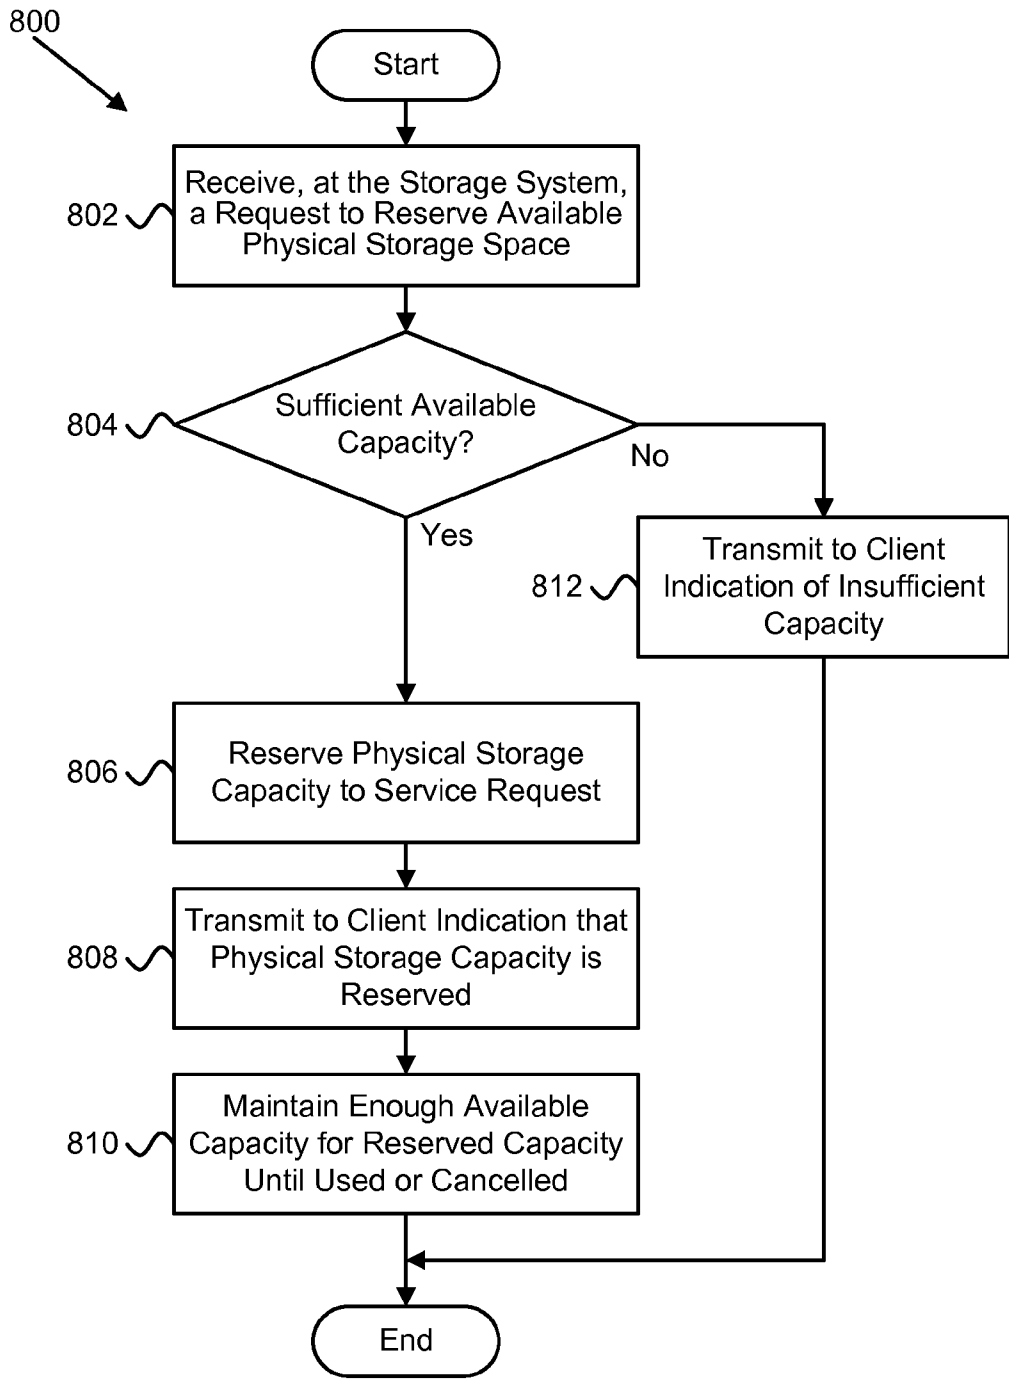 800
Start
802
Receive, at the Storage System,
a Request to Reserve Available
Physical Storage Space
804
Sufficient Available
Capacity?
No
Yes
812
Transmit to Client
Indication of Insufficient
Capacity
806
Reserve Physical Storage
Capacity to Service Request
808
Transmit to Client Indication that
Physical Storage Capacity is
Reserved
810
Maintain Enough Available
Capacity for Reserved Capacity
Until Used or Cancelled
End